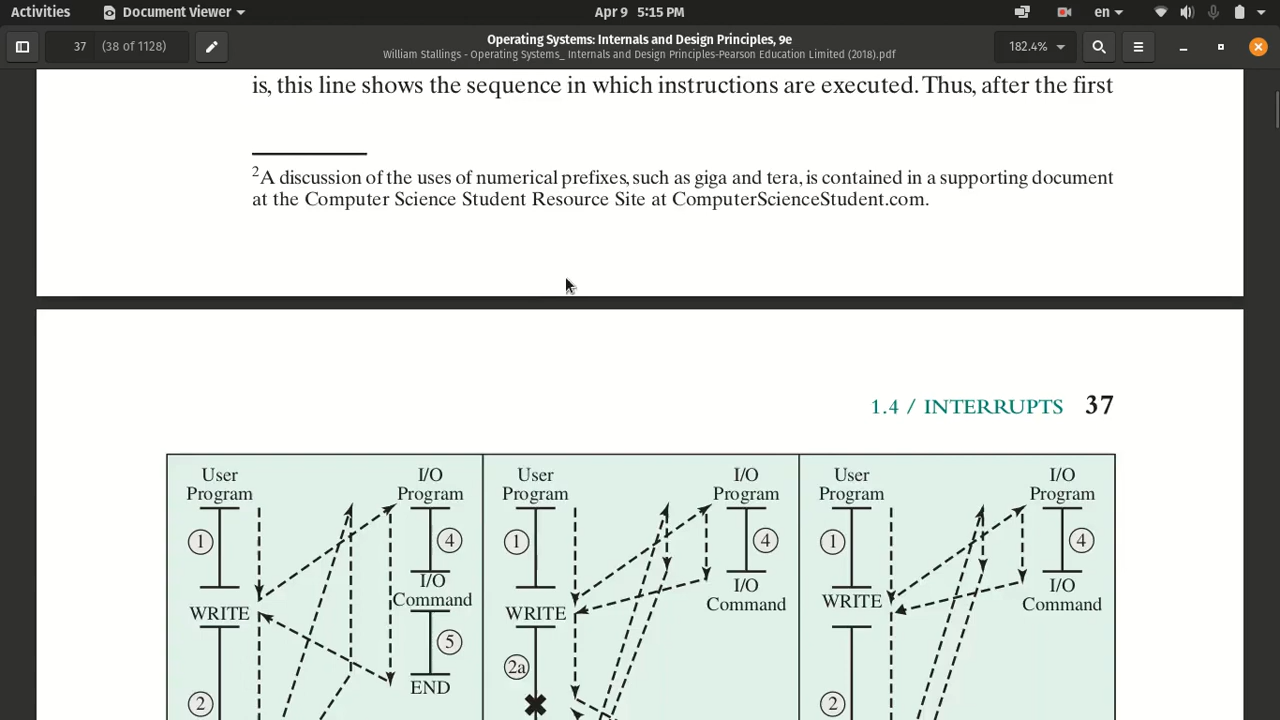 Activities Document Viewer Apr 9 5:15 PM en
37 (38 of 1128) Operating Systems: Internals and Design Principles, 9e 182.4%
William Stallings - Operating Systems_ Internals and Design Principles-Pearson Education Limited (2018).pdf
is, this line shows the sequence in which instructions are executed. Thus, after the first
2A discussion of the uses of numerical prefixes, such as giga and tera, is contained in a supporting document
at the Computer Science Student Resource Site at ComputerScienceStudent.com.
1.4 / INTERRUPTS 37
User
Program
I/O
Program
1
4
I/O
Command
WRITE
5
END
2
User
Program
I/O
Program
1
4
I/O
Command
WRITE
2a
User
Program
I/O
Program
1
4
I/O
Command
WRITE
2